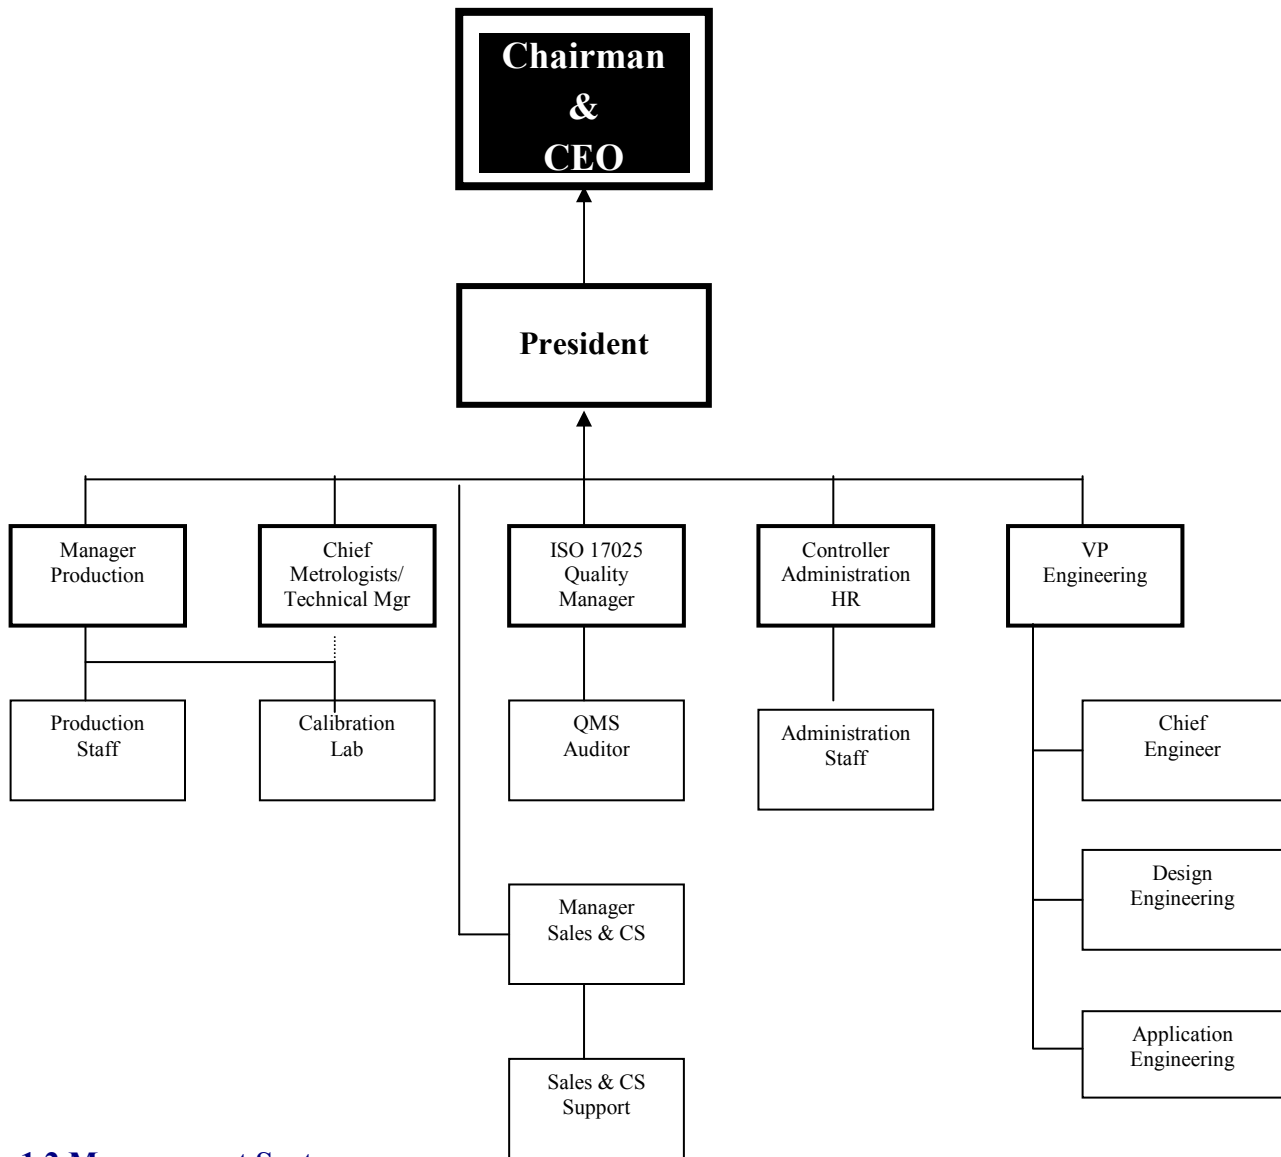 Chairman
&
CEO
President
Manager
Production
Chief
Metrologists/
Technical Mgr
ISO 17025
Quality
Manager
Controller
Administration
HR
VP
Engineering
Production
Staff
Calibration
Lab
QMS
Auditor
Administration
Staff
Chief
Engineer
Design
Engineering
Manager
Sales & CS
Application
Engineering
Sales & CS
Support